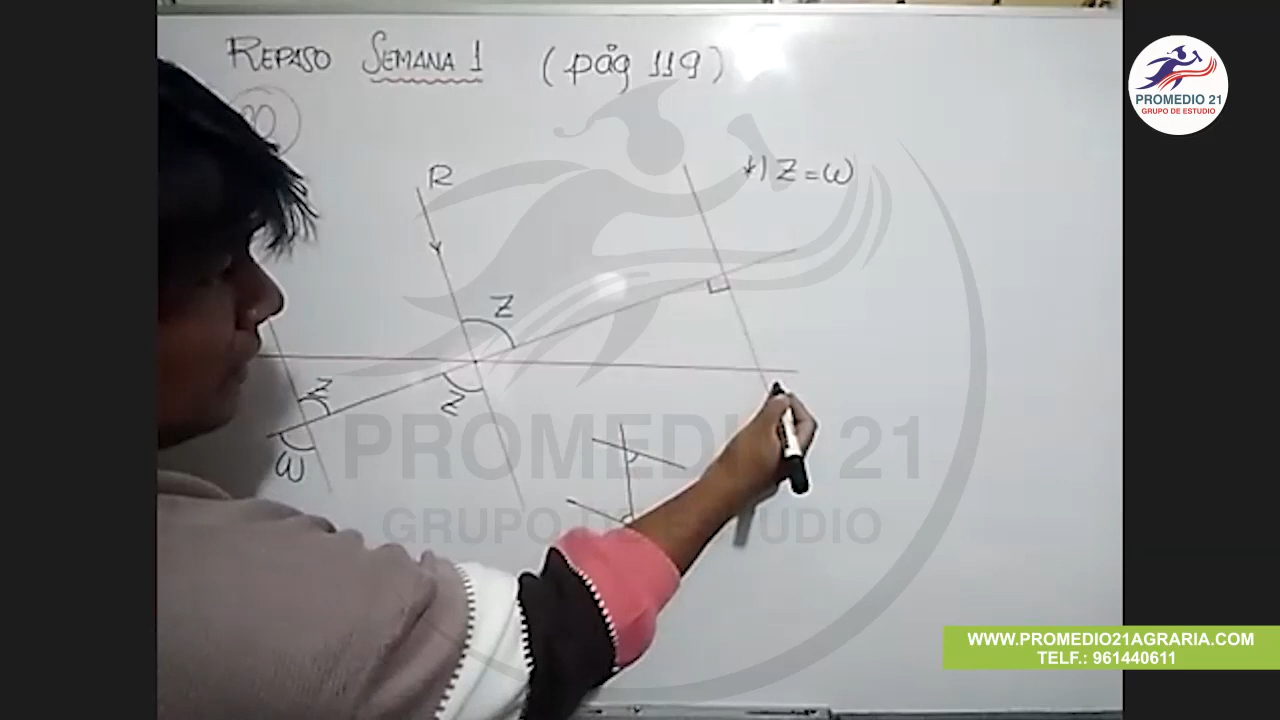 REPASO SEMANA 1 (pág 119)
*) Z = ω
R
Z
Z
Z
ω
PROMEDIO 21
GRUPO DE ESTUDIO
PROMEDIO 21
GRUPO DE ESTUDIO
WWW.PROMEDIO21AGRARIA.COM
TELF.: 961440611